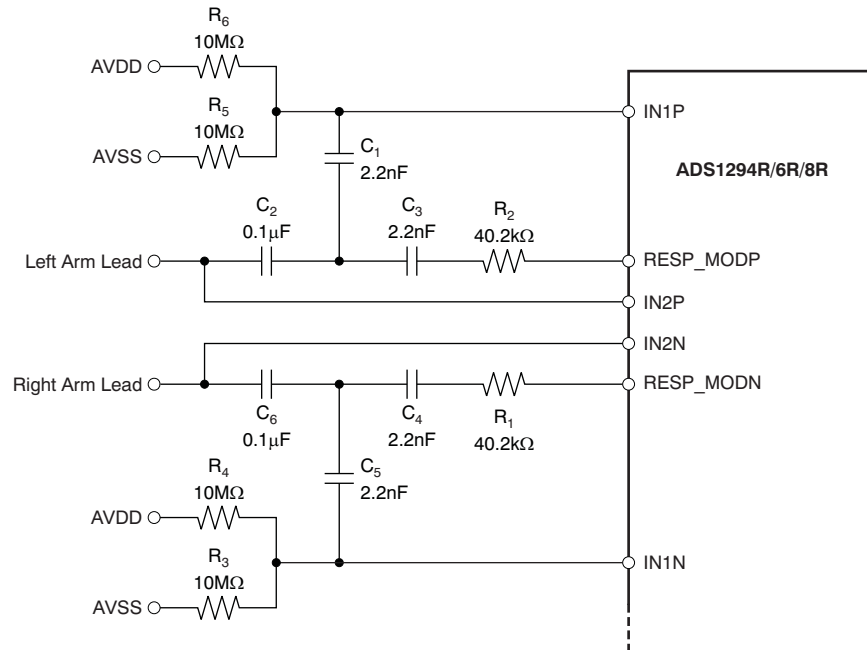 R6
10MΩ
AVDD
R5
10MΩ
AVSS
IN1P
C1
2.2nF
ADS1294R/6R/8R
C2
0.1µF
C3
2.2nF
R2
40.2kΩ
Left Arm Lead
RESP_MODP
IN2P
IN2N
Right Arm Lead
RESP_MODN
C6
0.1µF
C4
2.2nF
R1
40.2kΩ
C5
2.2nF
R4
10MΩ
AVDD
R3
10MΩ
IN1N
AVSS